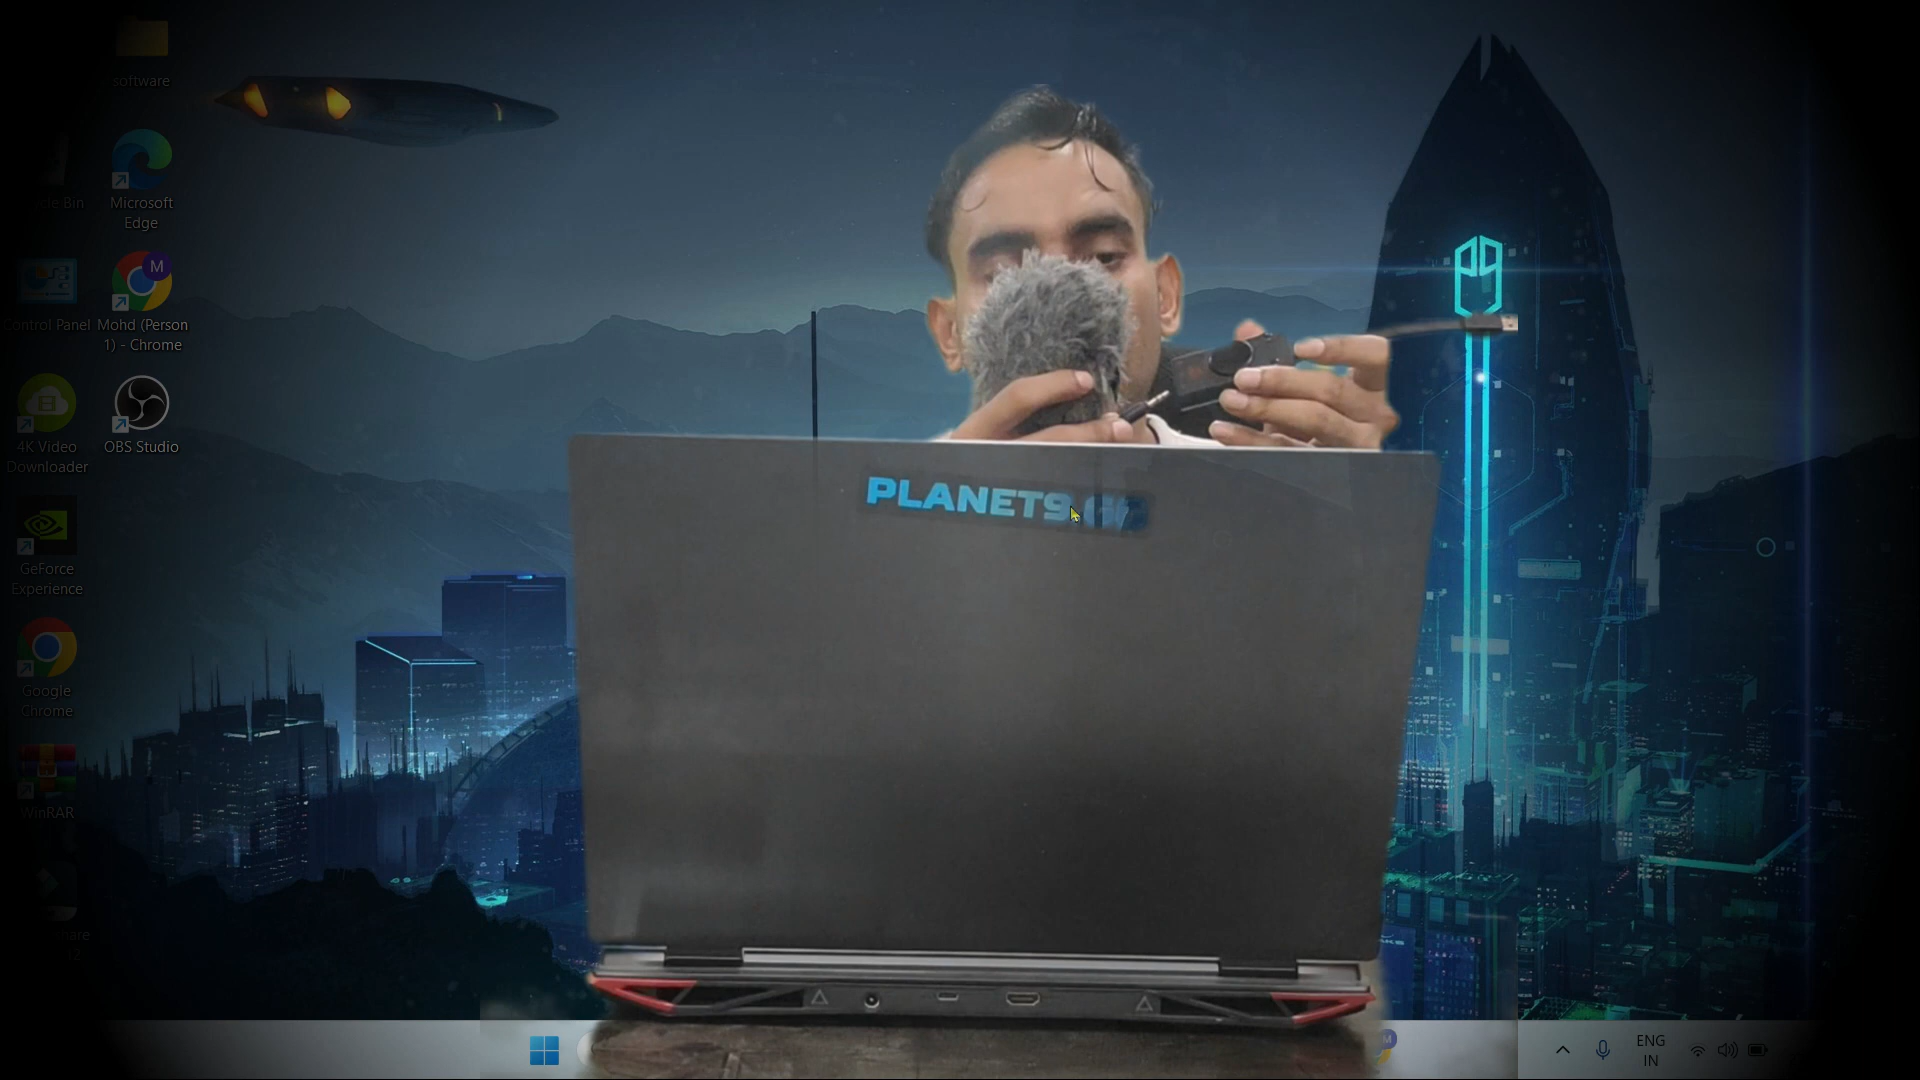 software
Microsoft
Edge
Control Panel
Mohd (Person
1) - Chrome
4K Video
Downloader
OBS Studio
GeForce
Experience
Google
Chrome
WinRAR
PLANET9.
M
M
ENG
IN